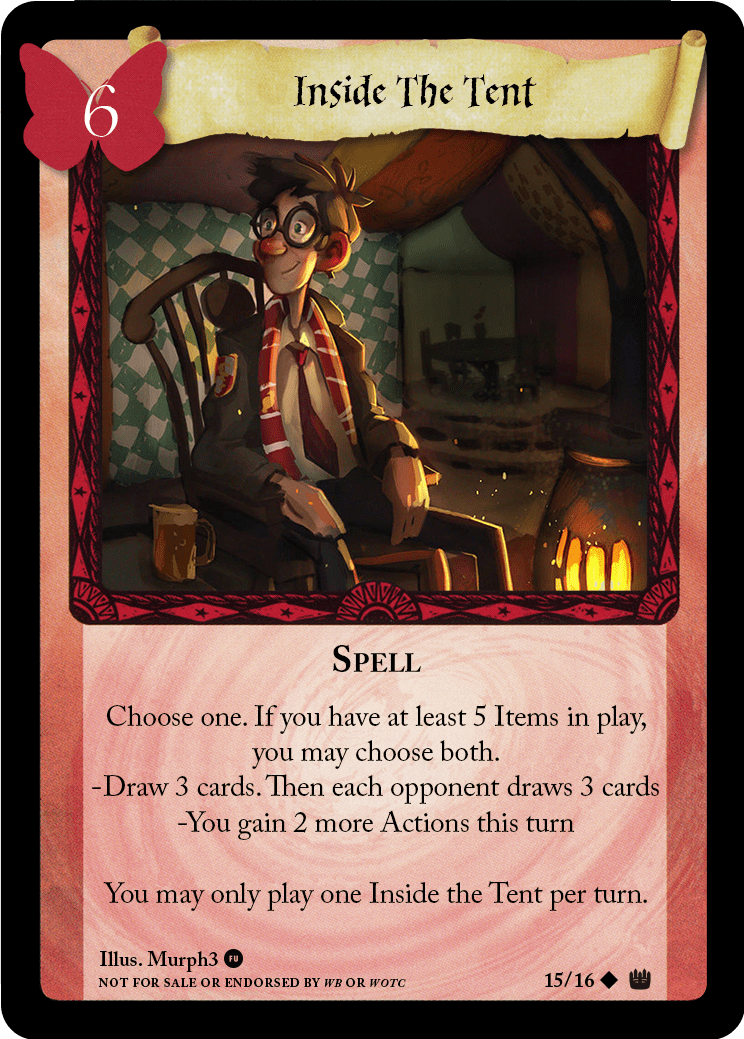 6
Inside The Tent
Spell
Choose one. If you have at least 5 Items in play,
you may choose both.
-Draw 3 cards. Then each opponent draws 3 cards
-You gain 2 more Actions this turn
You may only play one Inside the Tent per turn.
Illus. Murph3 FU
NOT FOR SALE OR ENDORSED BY WB OR WOTC
15/16